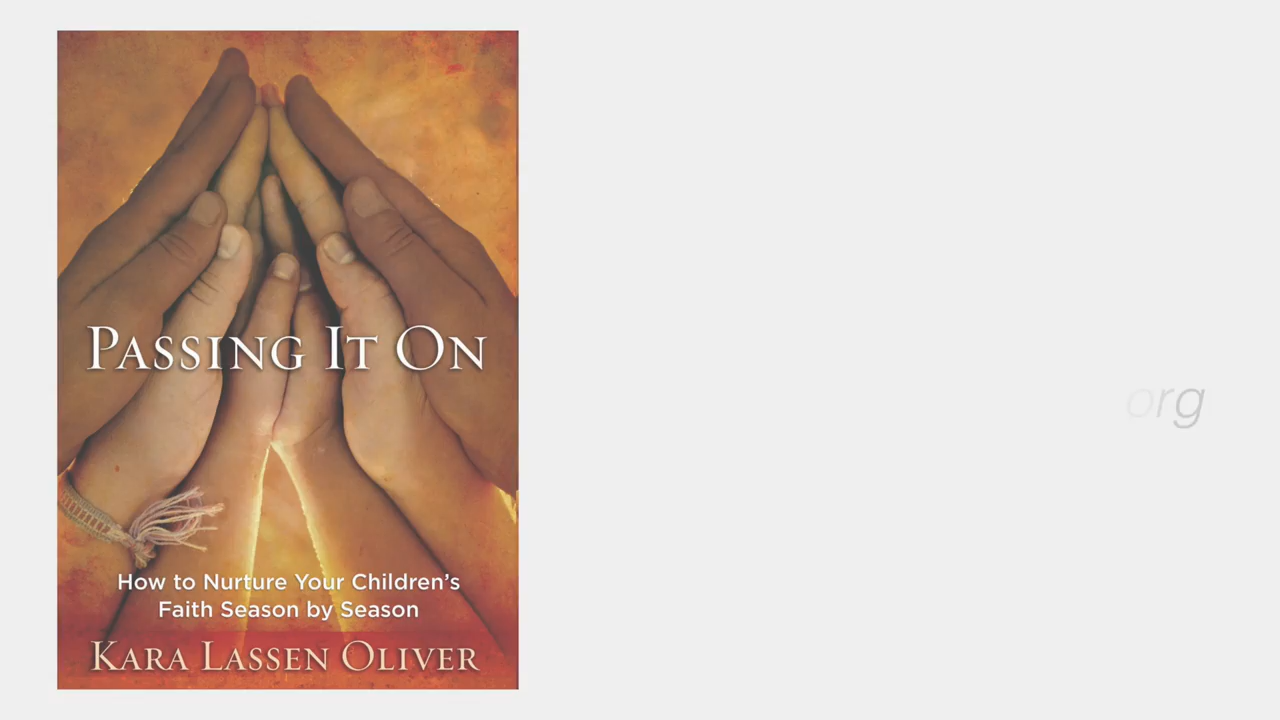 Passing It On
How to Nurture Your Children's
Faith Season by Season
Kara Lassen Oliver
org